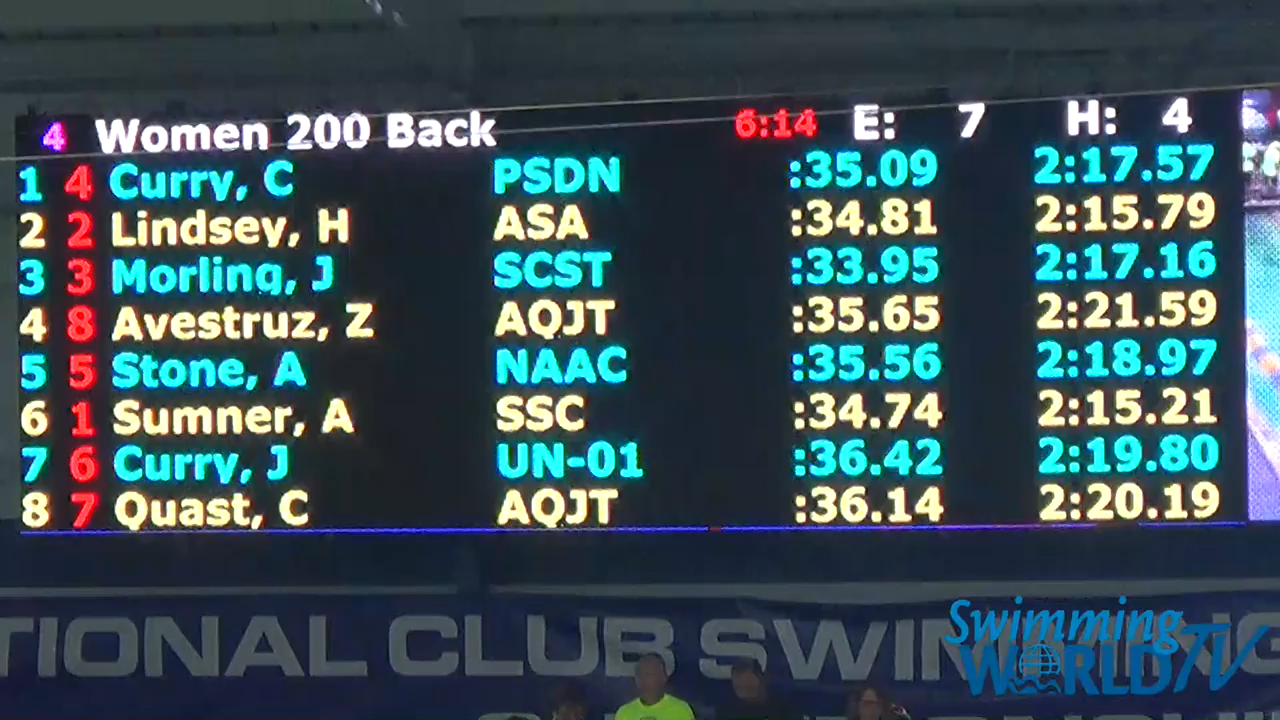 4 Women 200 Back 6:14 E: 7 H: 4
1 4 Curry, C PSDN :35.09 2:17.57
2 2 Lindsey, H ASA :34.81 2:15.79
3 3 Morling, J SCST :33.95 2:17.16
4 8 Avestruz, Z AQJT :35.65 2:21.59
5 5 Stone, A NAAC :35.56 2:18.97
6 1 Sumner, A SSC :34.74 2:15.21
7 6 Curry, J UN-01 :36.42 2:19.80
8 7 Quast, C AQJT :36.14 2:20.19
TIONAL CLUB SWIM
Swimming
WORLD TV